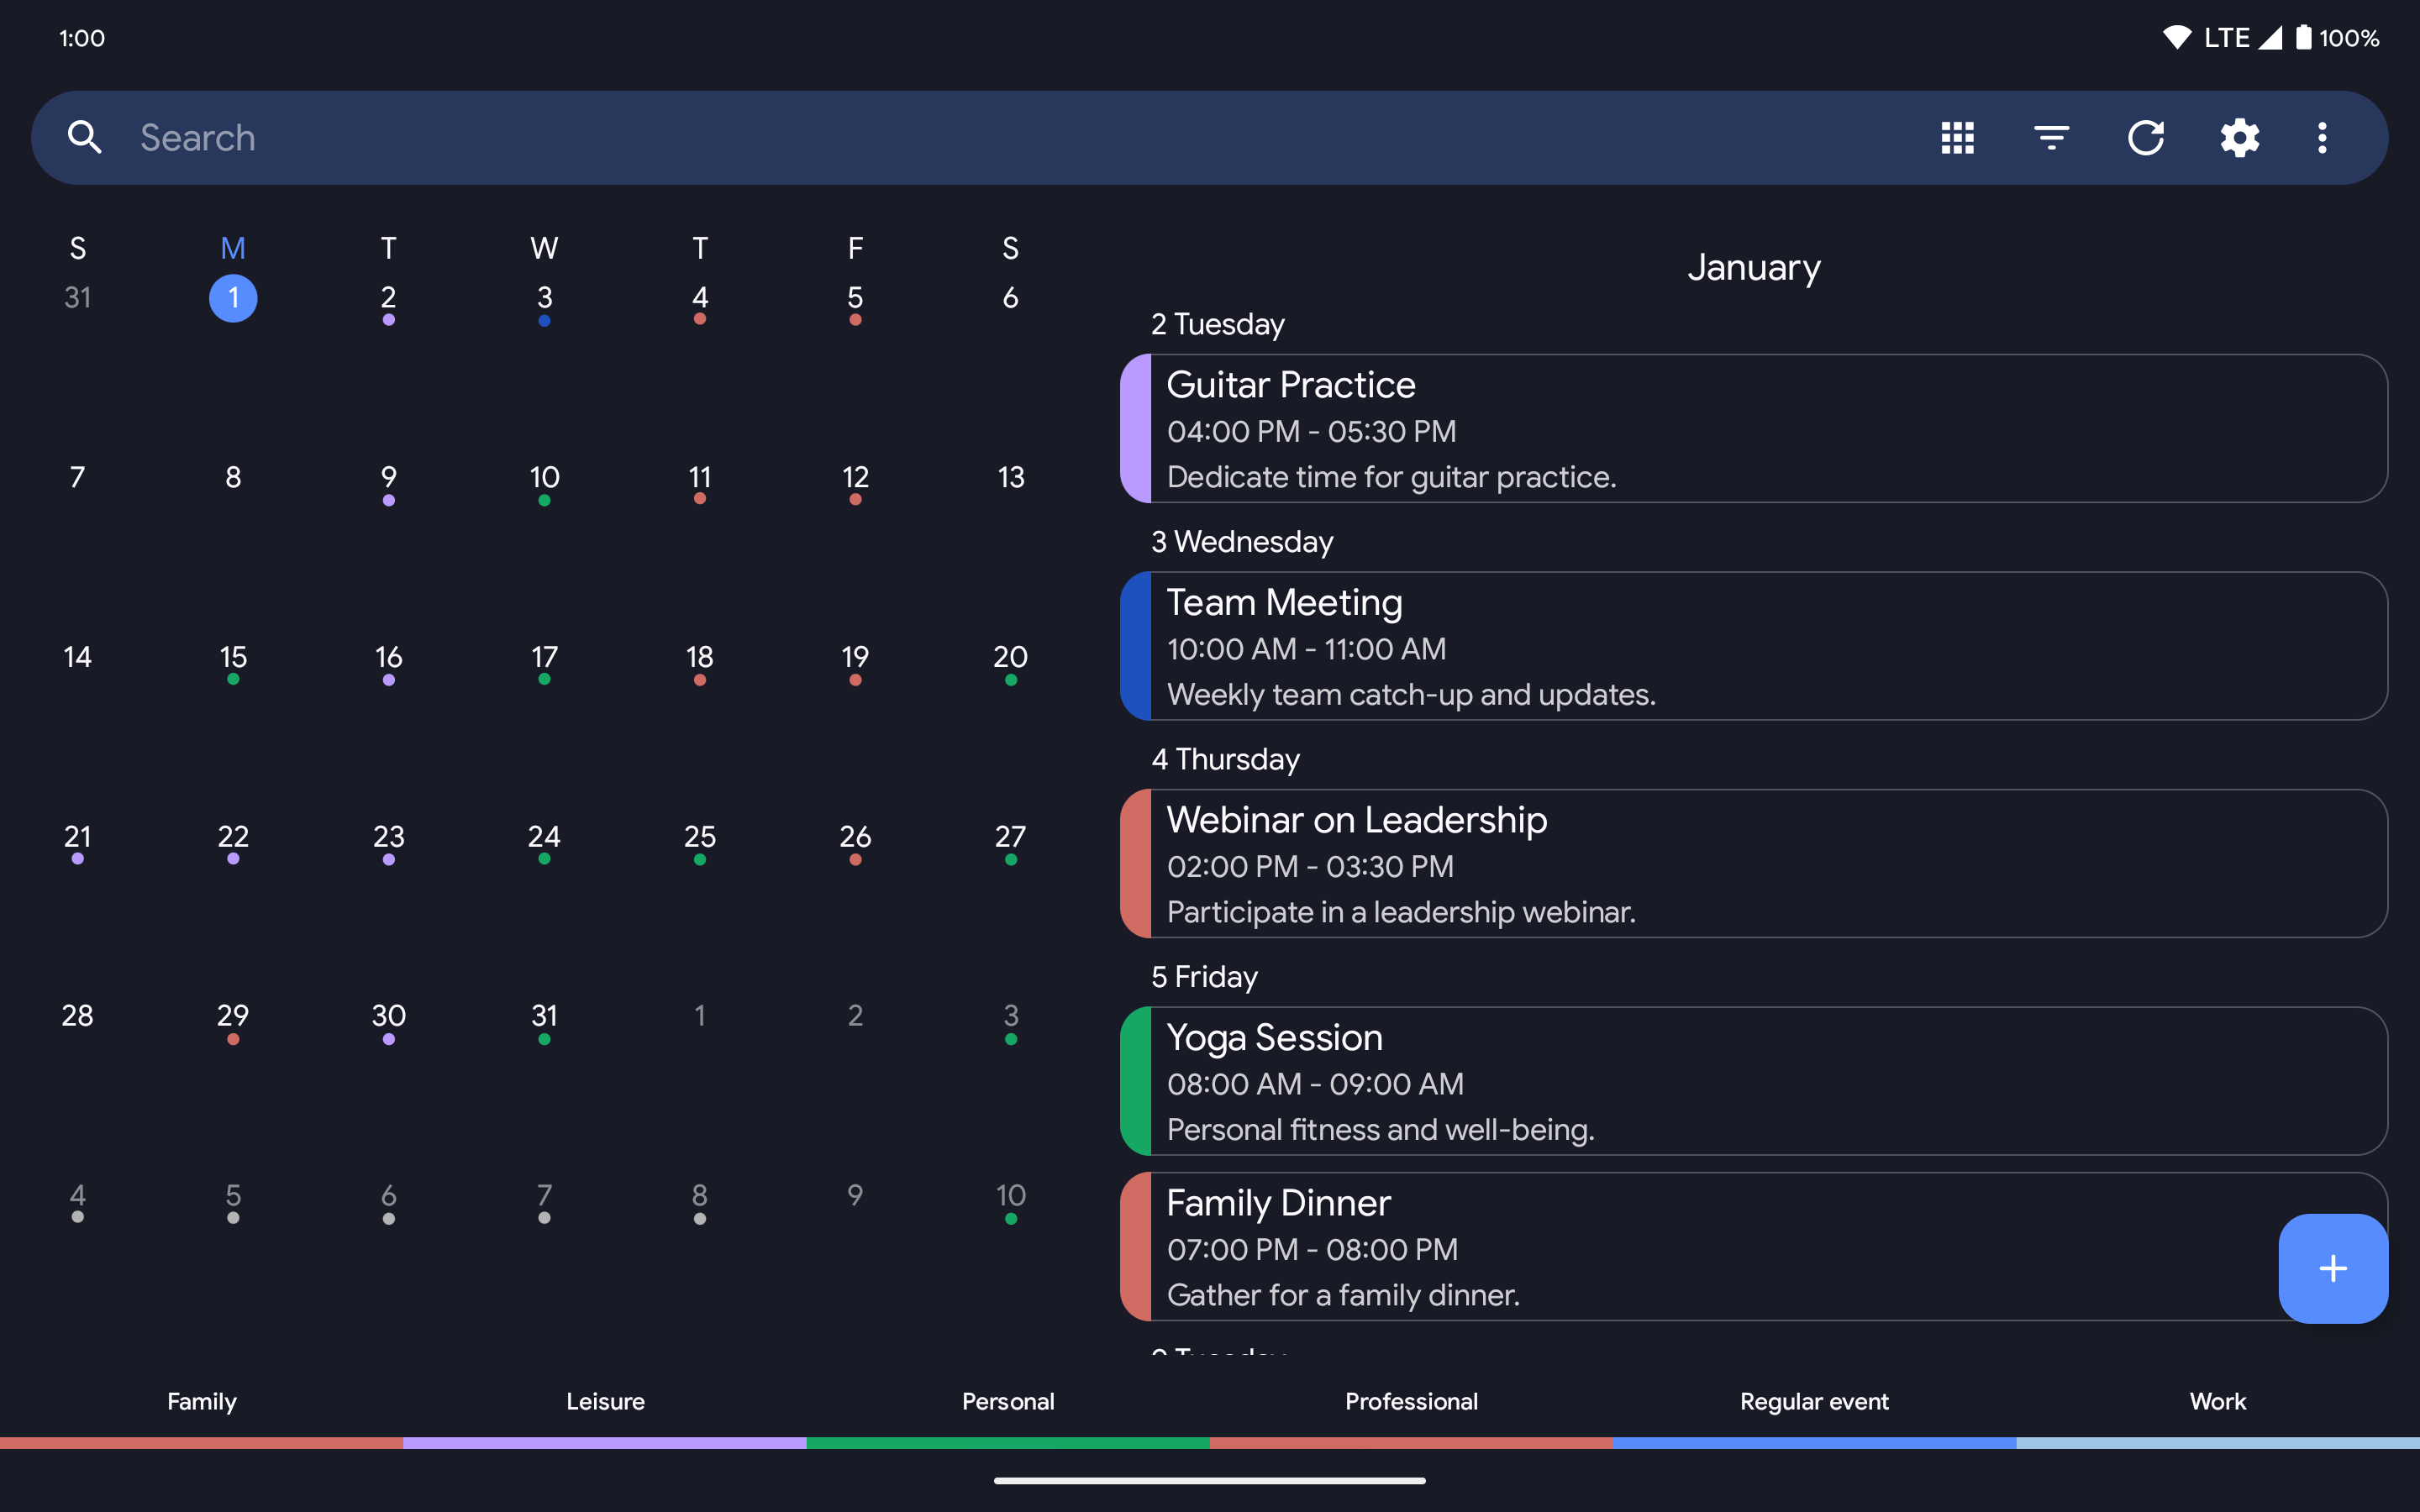 1:00
LTE 100%
Search
S M T W T F S
31 1 2 3 4 5 6
7 8 9 10 11 12 13
14 15 16 17 18 19 20
21 22 23 24 25 26 27
28 29 30 31 1 2 3
4 5 6 7 8 9 10
January
2 Tuesday
Guitar Practice
04:00 PM - 05:30 PM
Dedicate time for guitar practice.
3 Wednesday
Team Meeting
10:00 AM - 11:00 AM
Weekly team catch-up and updates.
4 Thursday
Webinar on Leadership
02:00 PM - 03:30 PM
Participate in a leadership webinar.
5 Friday
Yoga Session
08:00 AM - 09:00 AM
Personal fitness and well-being.
Family Dinner
07:00 PM - 08:00 PM
Gather for a family dinner.
Family Leisure Personal Professional Regular event Work